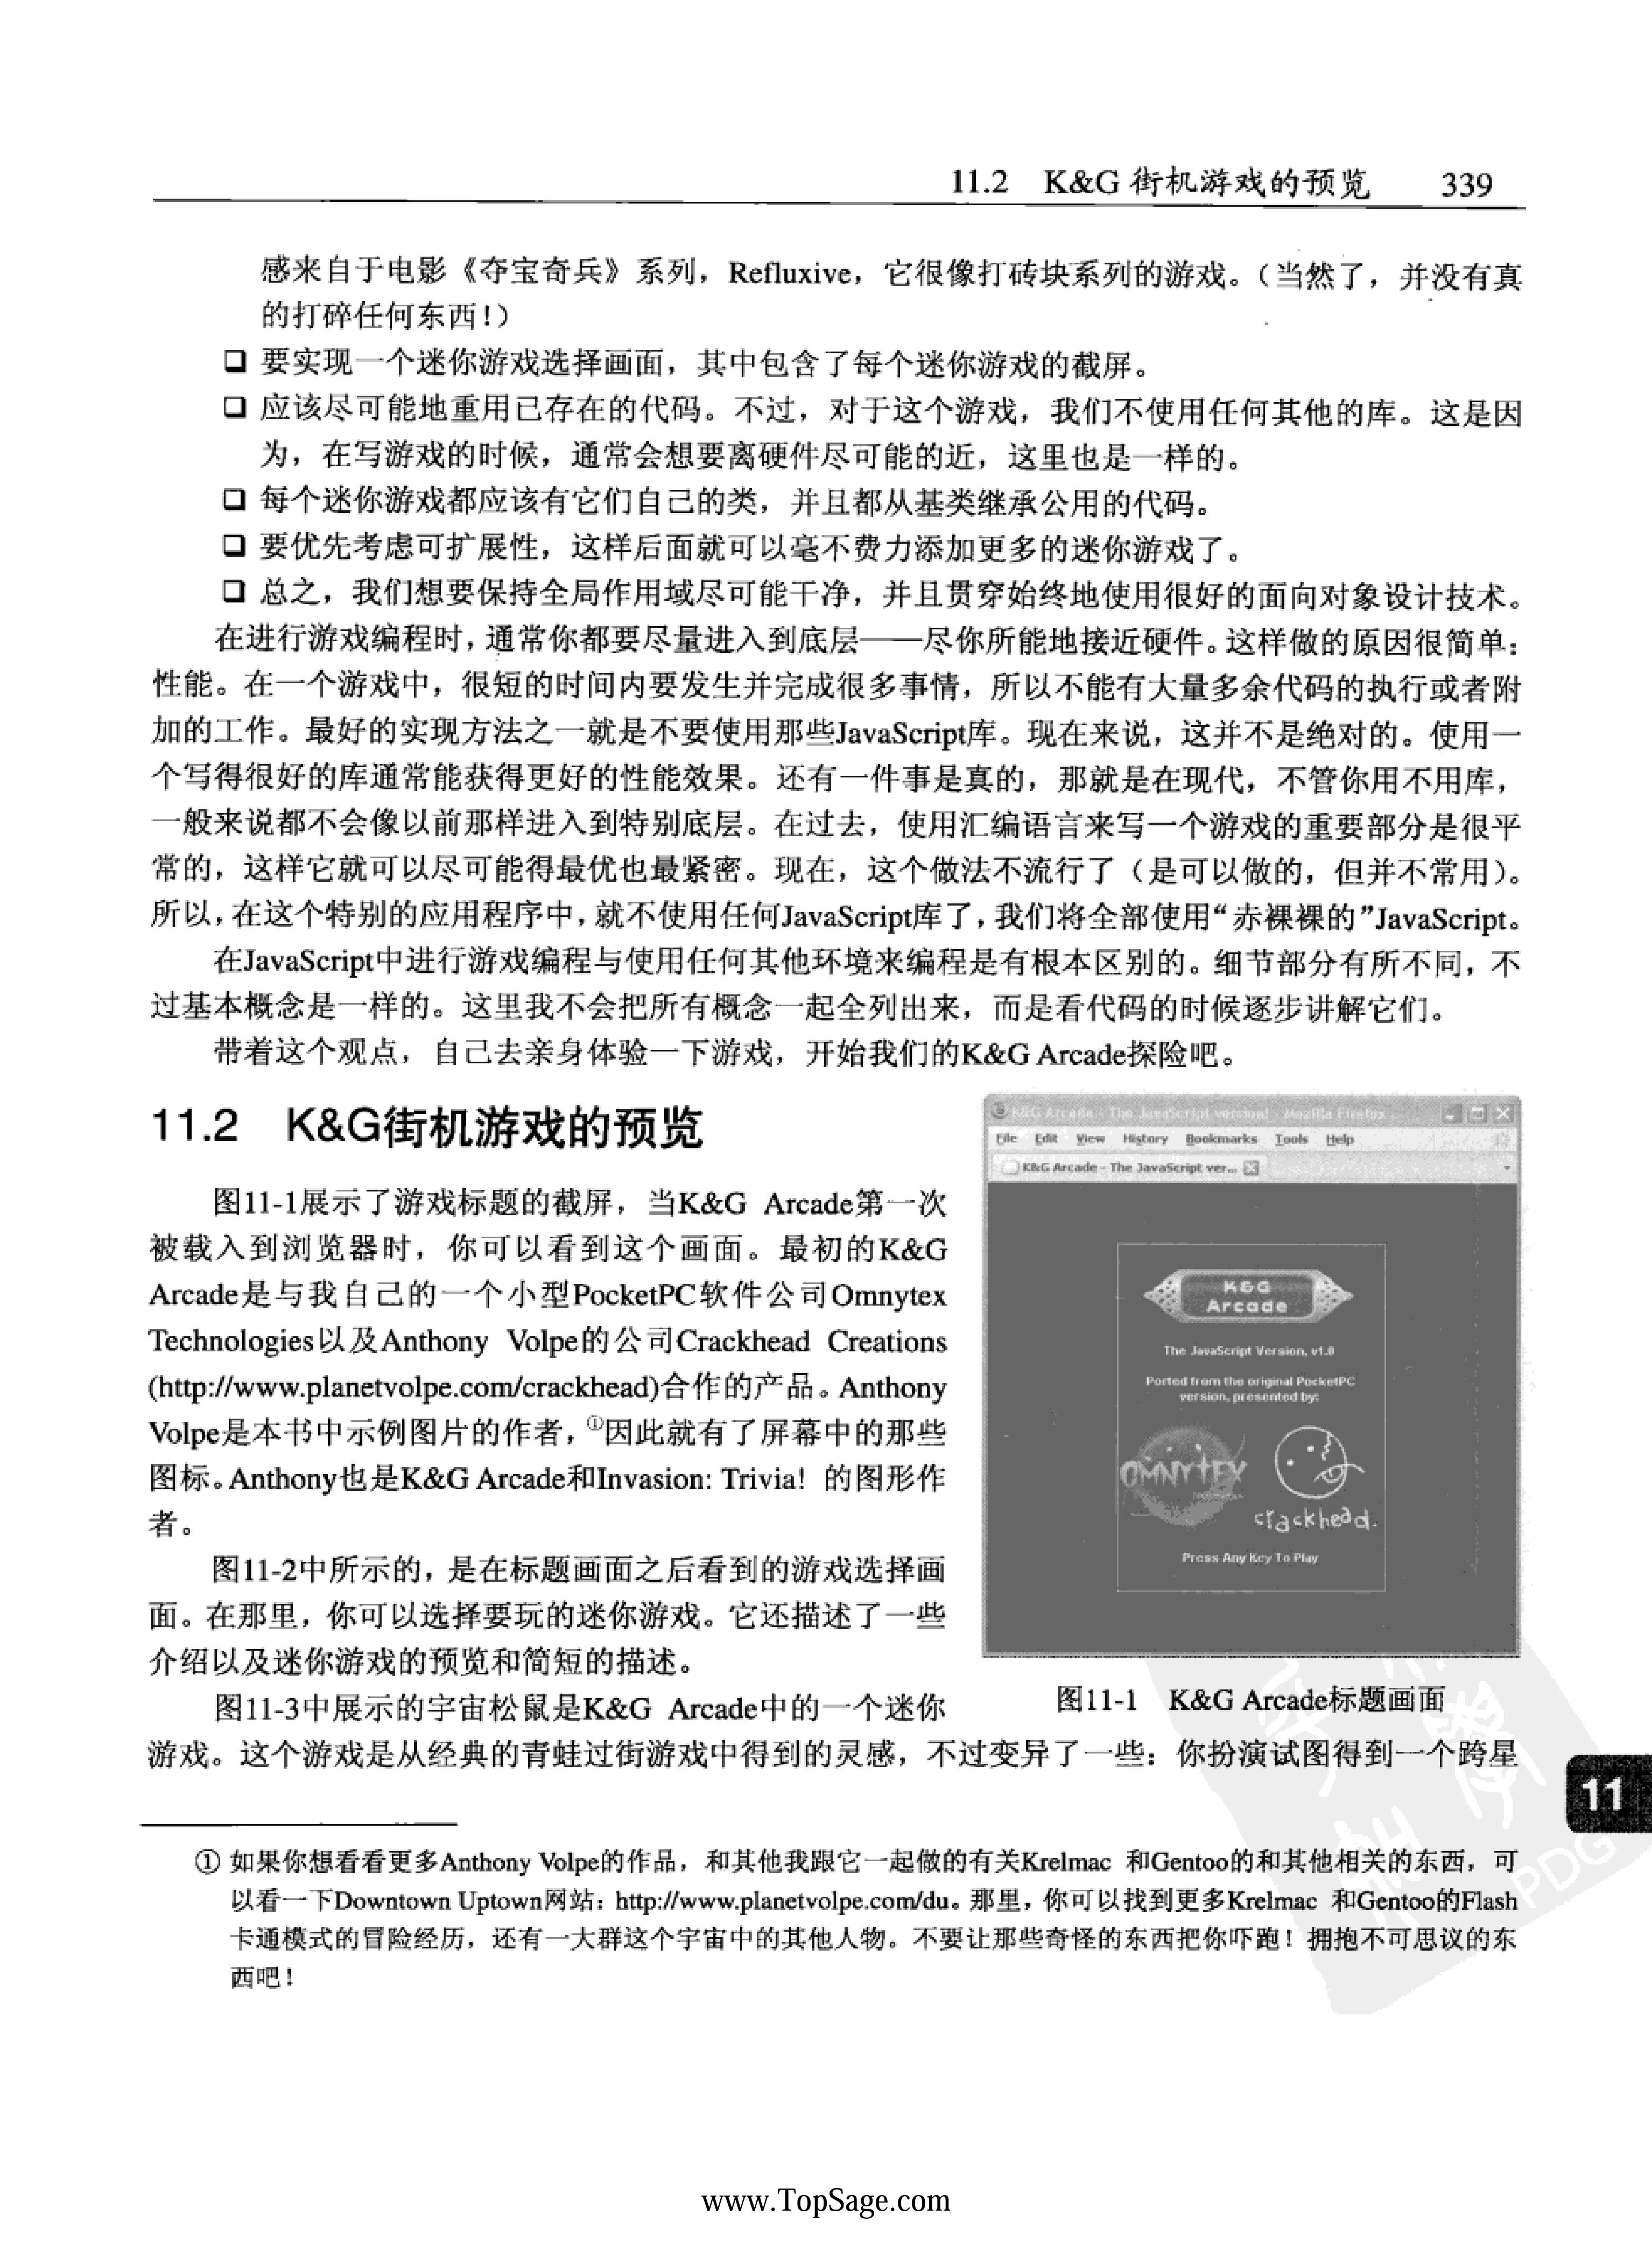 11.2 K&G 街机游戏的预览 339
感来自于电影《夺宝奇兵》系列，Refluxive，它很像打砖块系列的游戏。（当然了，并没有真
的打碎任何东西！）
❑ 要实现一个迷你游戏选择画面，其中包含了每个迷你游戏的截屏。
❑ 应该尽可能地重用已存在的代码。不过，对于这个游戏，我们不使用任何其他的库。这是因
为，在写游戏的时候，通常会想要离硬件尽可能的近，这里也是一样的。
❑ 每个迷你游戏都应该有它们自己的类，并且都从基类继承公用的代码。
❑ 要优先考虑可扩展性，这样后面就可以毫不费力添加更多的迷你游戏了。
❑ 总之，我们想要保持全局作用域尽可能干净，并且贯穿始终地使用很好的面向对象设计技术。
在进行游戏编程时，通常你都要尽量进入到底层——尽你所能地接近硬件。这样做的原因很简单：
性能。在一个游戏中，很短的时间内要发生并完成很多事情，所以不能有大量多余代码的执行或者附
加的工作。最好的实现方法之一就是不要使用那些JavaScript库。现在来说，这并不是绝对的。使用一
个写得很好的库通常能获得更好的性能效果。还有一件事是真的，那就是在现代，不管你用不用库，
一般来说都不会像以前那样进入到特别底层。在过去，使用汇编语言来写一个游戏的重要部分是很平
常的，这样它就可以尽可能得最优也最紧密。现在，这个做法不流行了（是可以做的，但并不常用）。
所以，在这个特别的应用程序中，就不使用任何JavaScript库了，我们将全部使用“赤裸裸的”JavaScript。
在JavaScript中进行游戏编程与使用任何其他环境来编程是有根本区别的。细节部分有所不同，不
过基本概念是一样的。这里我不会把所有概念一起全列出来，而是看代码的时候逐步讲解它们。
带着这个观点，自己去亲身体验一下游戏，开始我们的K&G Arcade探险吧。
11.2 K&G街机游戏的预览
图11-1展示了游戏标题的截屏，当K&G Arcade第一次
被载入到浏览器时，你可以看到这个画面。最初的K&G
Arcade是与我自己的一个小型PocketPC软件公司Omnytex
Technologies以及Anthony Volpe的公司Crackhead Creations
(http://www.planetvolpe.com/crackhead)合作的产品。Anthony
Volpe是本书中示例图片的作者，①因此就有了屏幕中的那些
图标。Anthony也是K&G Arcade和Invasion: Trivia! 的图形作
者。
图11-2中所示的，是在标题画面之后看到的游戏选择画
面。在那里，你可以选择要玩的迷你游戏。它还描述了一些
介绍以及迷你游戏的预览和简短的描述。
图11-3中展示的宇宙松鼠是K&G Arcade中的一个迷你
游戏。这个游戏是从经典的青蛙过街游戏中得到的灵感，不过变异了一些：你扮演试图得到一个跨星
K&G Arcade - The JavaScript version! - Mozilla Firefox
File Edit View History Bookmarks Tools Help
K&G Arcade - The JavaScript ver...
K&G
Arcade
The JavaScript Version, v1.0
Ported from the original PocketPC
version, presented by:
OMNYTEX
crackhead.
Press Any Key To Play
图11-1 K&G Arcade标题画面
11
① 如果你想看看更多Anthony Volpe的作品，和其他我跟它一起做的有关Krelmac 和Gentoo的和其他相关的东西，可
以看一下Downtown Uptown网站：http://www.planetvolpe.com/du。那里，你可以找到更多Krelmac 和Gentoo的Flash
卡通模式的冒险经历，还有一大群这个宇宙中的其他人物。不要让那些奇怪的东西把你吓跑！拥抱不可思议的东
西吧！
PDG
www.TopSage.com